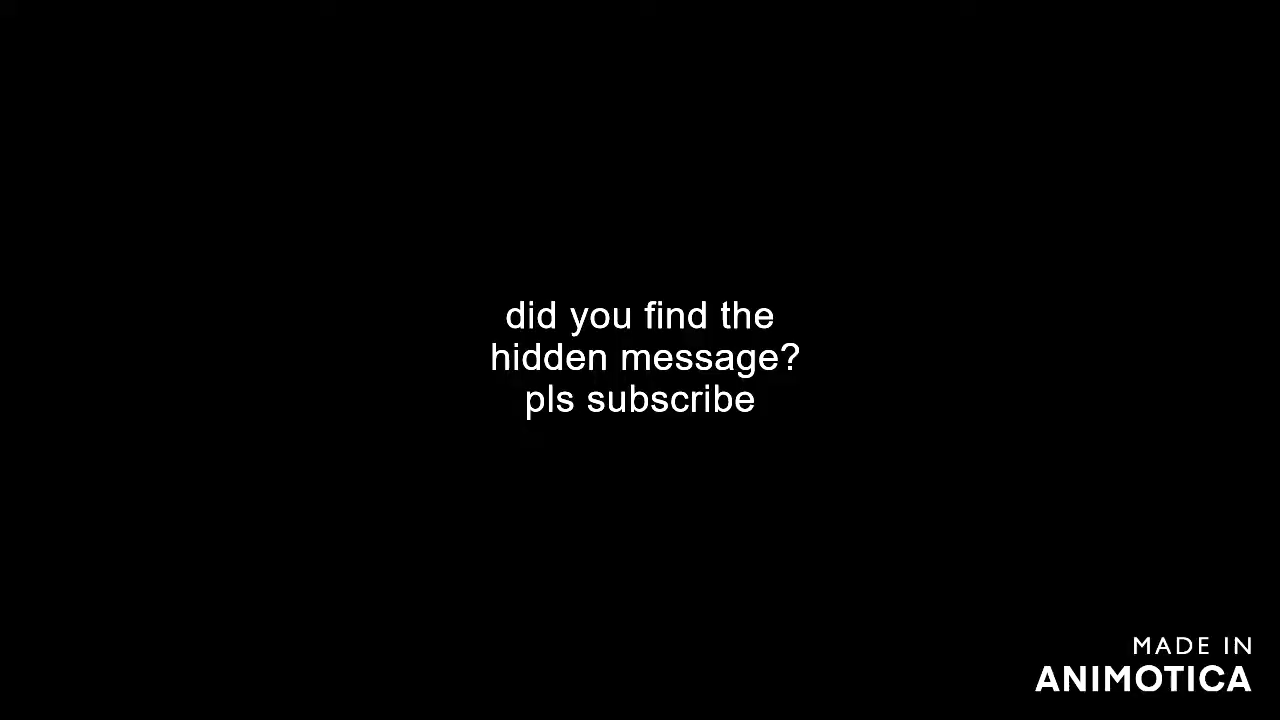 did you find the
hidden message?
pls subscribe
MADE IN
ANIMOTICA